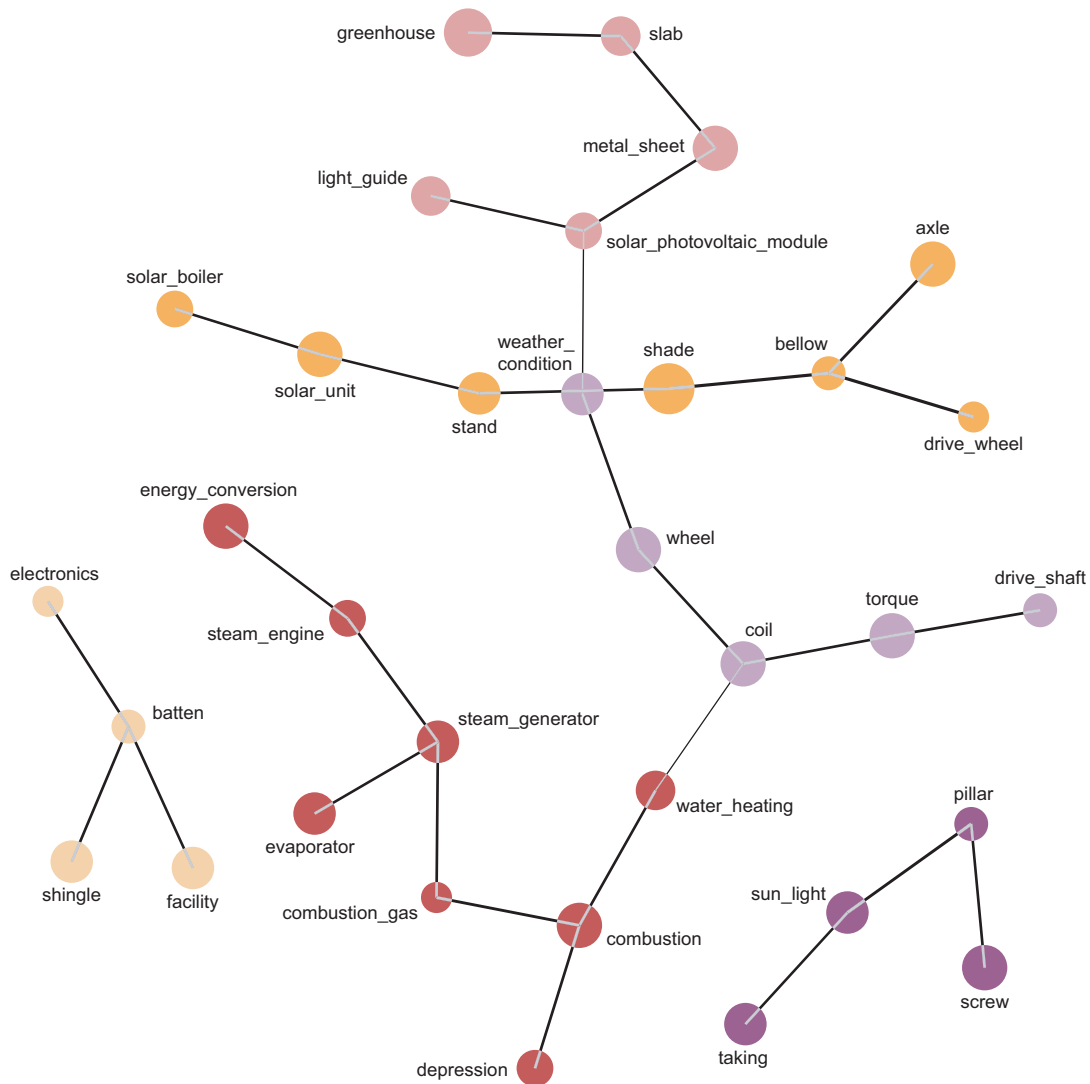 greenhouse
slab
metal_sheet
light_guide
solar_photovoltaic_module
axle
solar_boiler
weather_
condition
shade
bellow
solar_unit
stand
drive_wheel
energy_conversion
wheel
electronics
drive_shaft
torque
steam_engine
coil
batten
steam_generator
water_heating
pillar
evaporator
shingle
facility
combustion_gas
sun_light
combustion
screw
depression
taking